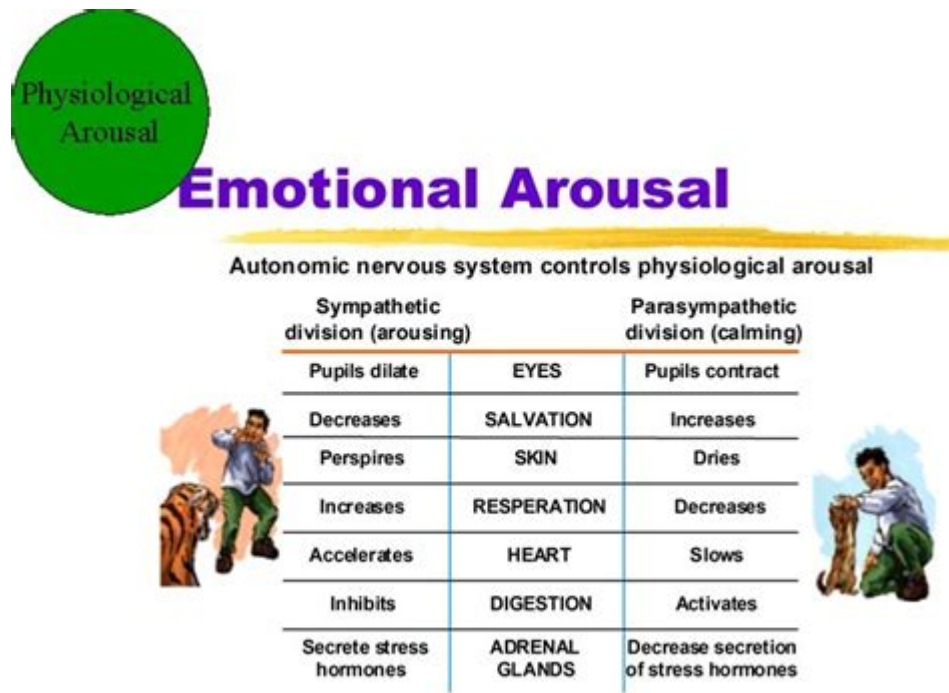 Physiological
Arousal
Emotional Arousal
Autonomic nervous system controls physiological arousal
Sympathetic
division (arousing)
Parasympathetic
division (calming)
Pupils dilate EYES Pupils contract
Decreases SALVATION Increases
Perspires SKIN Dries
Increases RESPERATION Decreases
Accelerates HEART Slows
Inhibits DIGESTION Activates
Secrete stress
hormones
ADRENAL
GLANDS
Decrease secretion
of stress hormones